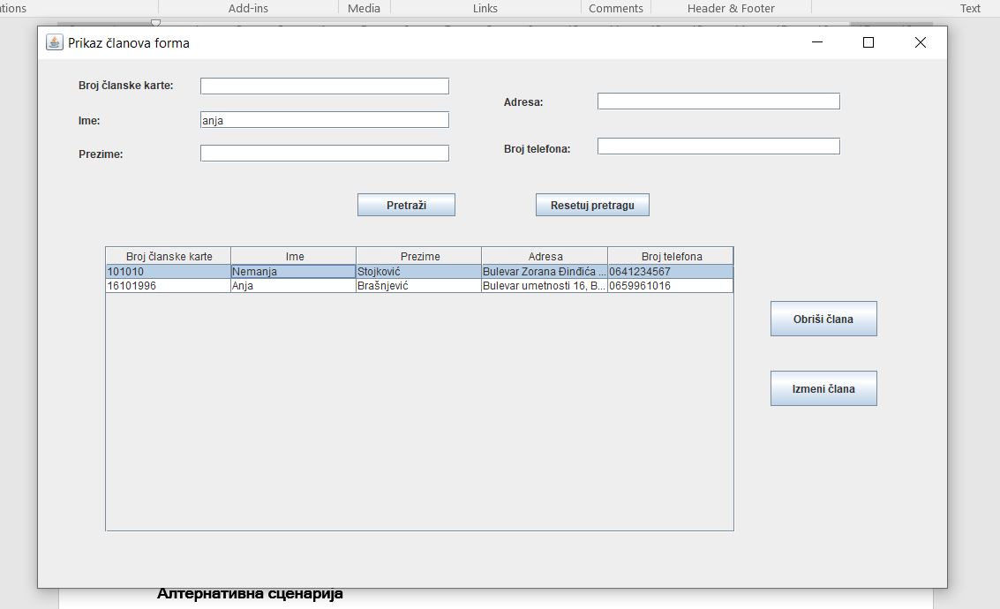 tions Add-ins Media Links Comments Header & Footer Text
Prikaz članova forma
Broj članske karte:
Adresa:
Ime: anja
Prezime:
Broj telefona:
Pretraži Resetuj pretragu
Broj članske karte Ime Prezime Adresa Broj telefona
101010 Nemanja Stojković Bulevar Zorana Đinđića ... 0641234567
16101996 Anja Brašnjević Bulevar umetnosti 16, B... 0659961016
Obriši člana
Izmeni člana
Алтернативна сценарија